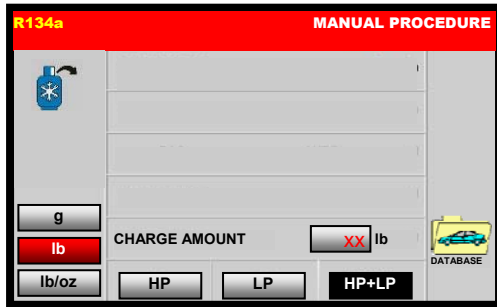 R134a MANUAL PROCEDURE
g
lb
lb/oz
CHARGE AMOUNT XX lb
DATABASE
HP LP HP+LP